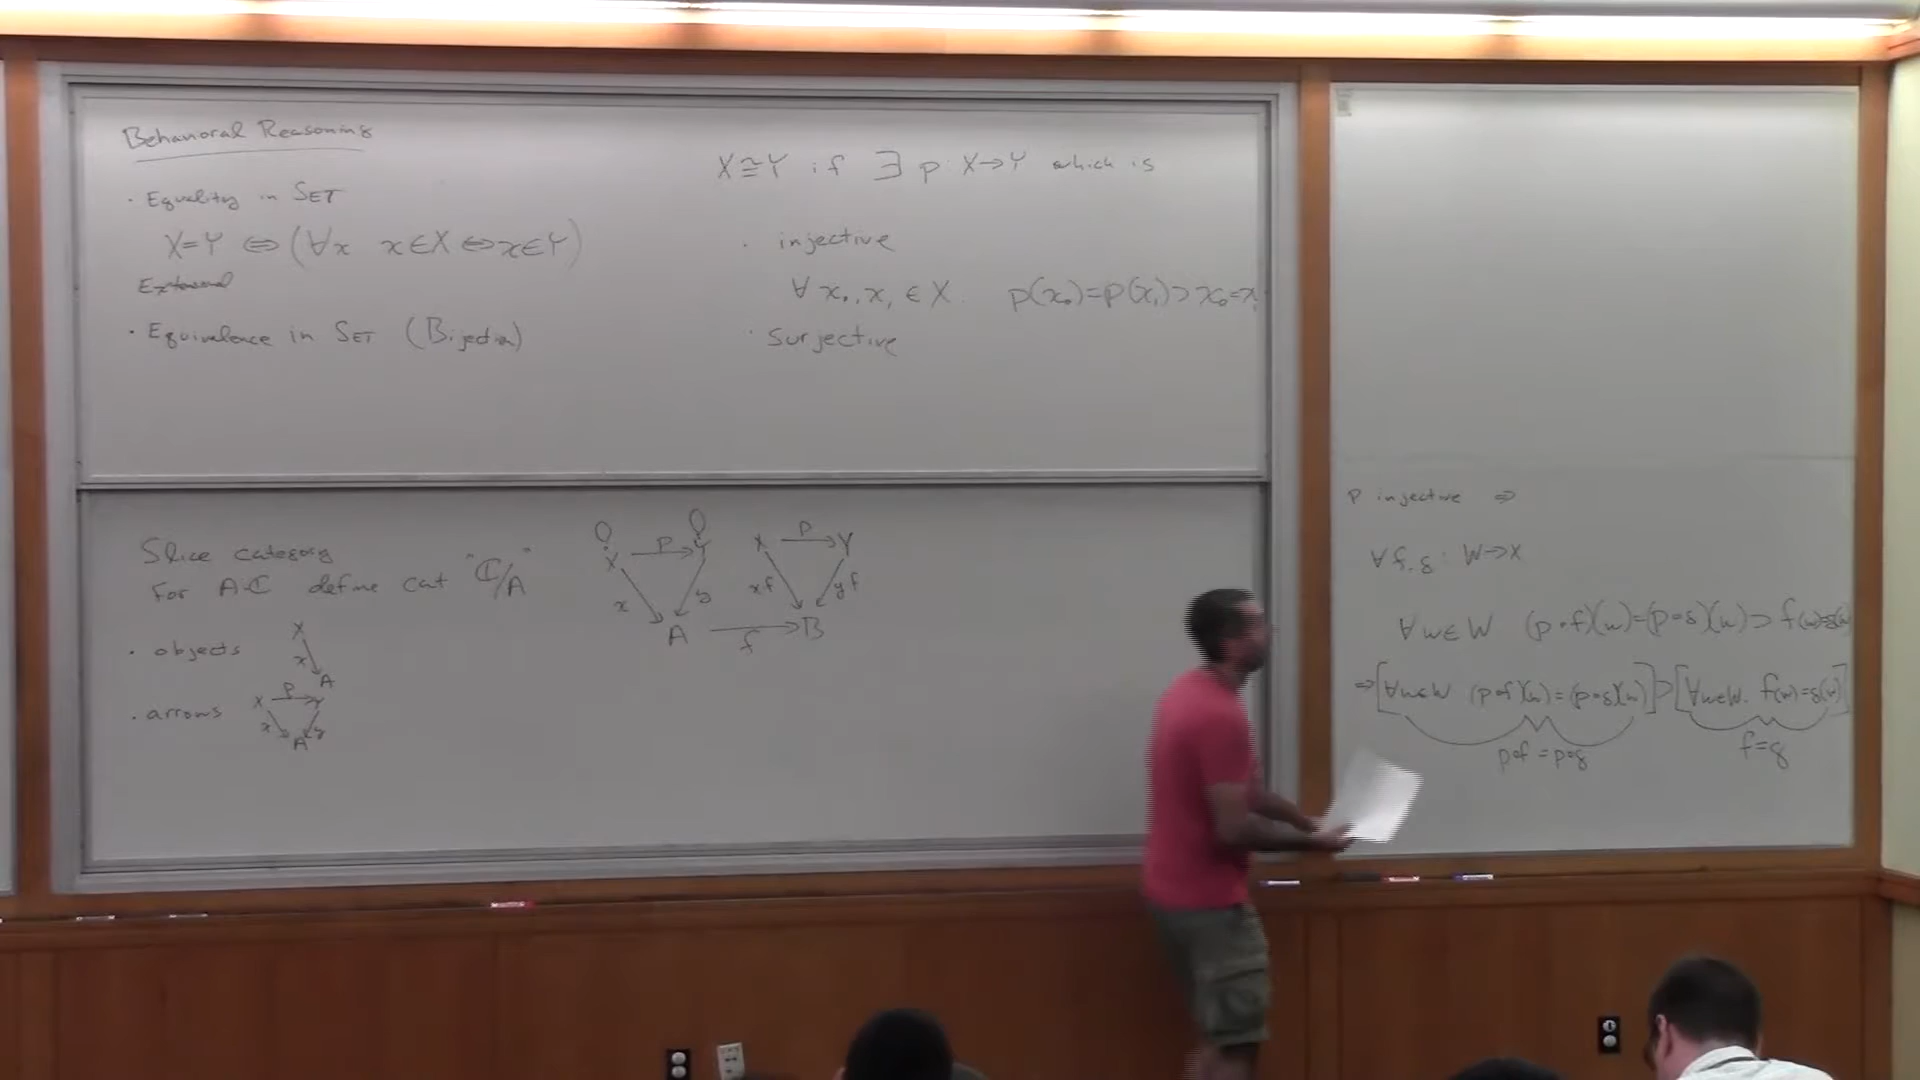 Behavioral Reasoning
· Equality in SET
X=Y ⇔ (∀x x∈X ⇔ x∈Y)
· Equivalence in SET (Bijection)
X≅Y if ∃ p: X→Y which is
· injective
∀ x₀, x₁ ∈ X. p(x₀)=p(x₁) ⊃ x₀=x₁
· Surjective
Slice category
For A:ℂ define cat "ℂ/A"
· objects
X
x
A
· arrows
X p Y
x y
A
X p Y
x y
A f B
X p Y
xf yf
P injective ⇒
∀f,g: W→X
∀w∈W (p∘f)(w)=(p∘g)(w) ⊃ f(w)=g(w)
⇒ [∀w∈W (p∘f)(w)=(p∘g)(w)] ⊃ [∀w∈W. f(w)=g(w)]
p∘f = p∘g
f=g